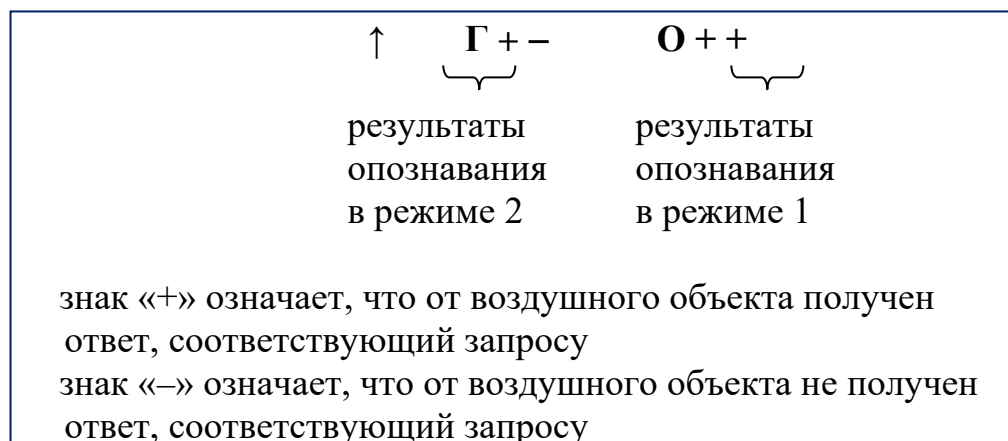 ↑ Г + – О + +
результаты результаты
опознавания опознавания
в режиме 2 в режиме 1
знак «+» означает, что от воздушного объекта получен
ответ, соответствующий запросу
знак «–» означает, что от воздушного объекта не получен
ответ, соответствующий запросу